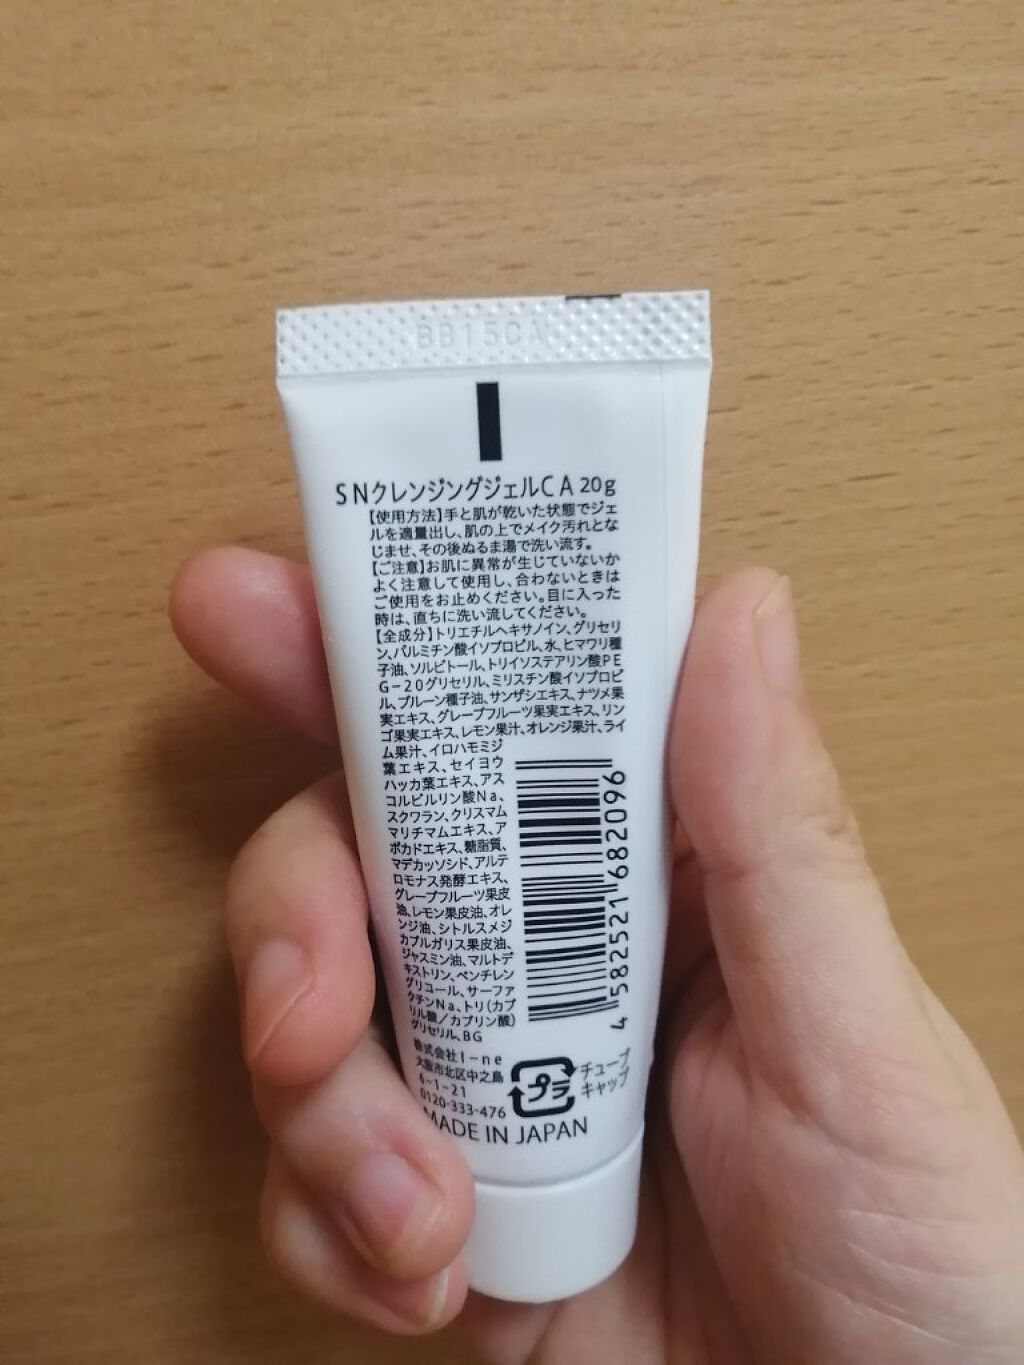 BB15CA
SNクレンジングジェルCA 20g
【使用方法】手と肌が乾いた状態でジェ
ルを適量出し、肌の上でメイク汚れとな
じませ、その後ぬるま湯で洗い流す。
【ご注意】お肌に異常が生じていないか
よく注意して使用し、合わないときは
ご使用をお止めください。目に入った
時は、直ちに洗い流してください。
【全成分】トリエチルヘキサノイン、グリセリ
ン、パルミチン酸イソプロピル、水、ヒマワリ種
子油、ソルビトール、トリイソステアリン酸PE
G−20グリセリル、ミリスチン酸イソプロピ
ル、プルーン種子油、サンザシエキス、ナツメ果
実エキス、グレープフルーツ果実エキス、リン
ゴ果実エキス、レモン果汁、オレンジ果汁、ライ
ム果汁、イロハモミジ
葉エキス、セイヨウ
ハッカ葉エキス、アス
コルビルリン酸Na、
スクワラン、クリスマム
マリチマムエキス、ア
ボカドエキス、糖脂質、
マデカッソシド、アルテ
ロモナス発酵エキス、
グレープフルーツ果皮
油、レモン果皮油、オレ
ンジ油、シトルスメジ
カブルガリス果皮油、
ジャスミン油、マルトデ
キストリン、ペンチレン
グリコール、サーファ
クチンNa、トリ(カプ
リル酸/カプリン酸)
グリセリル、BG
4 582521 682096
株式会社I−ne
大阪市北区中之島
6-1-21
0120-333-476
プラ
チューブ
キャップ
MADE IN JAPAN